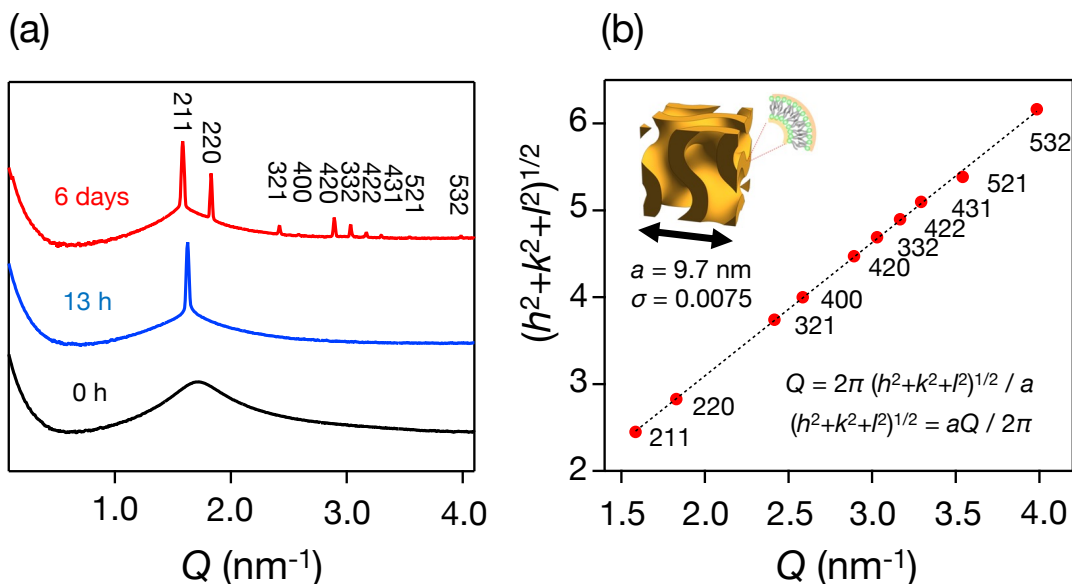 (a)
211
220
321
400
420
332
422
431
521
532
6 days
13 h
0 h
1.0
2.0
3.0
4.0
Q (nm⁻¹)
(b)
(h²+k²+l²)¹/²
6
5
4
3
2
a = 9.7 nm
σ = 0.0075
532
521
431
422
332
420
400
321
220
211
Q = 2π (h²+k²+l²)¹/² / a
(h²+k²+l²)¹/² = aQ / 2π
1.5
2.0
2.5
3.0
3.5
4.0
Q (nm⁻¹)